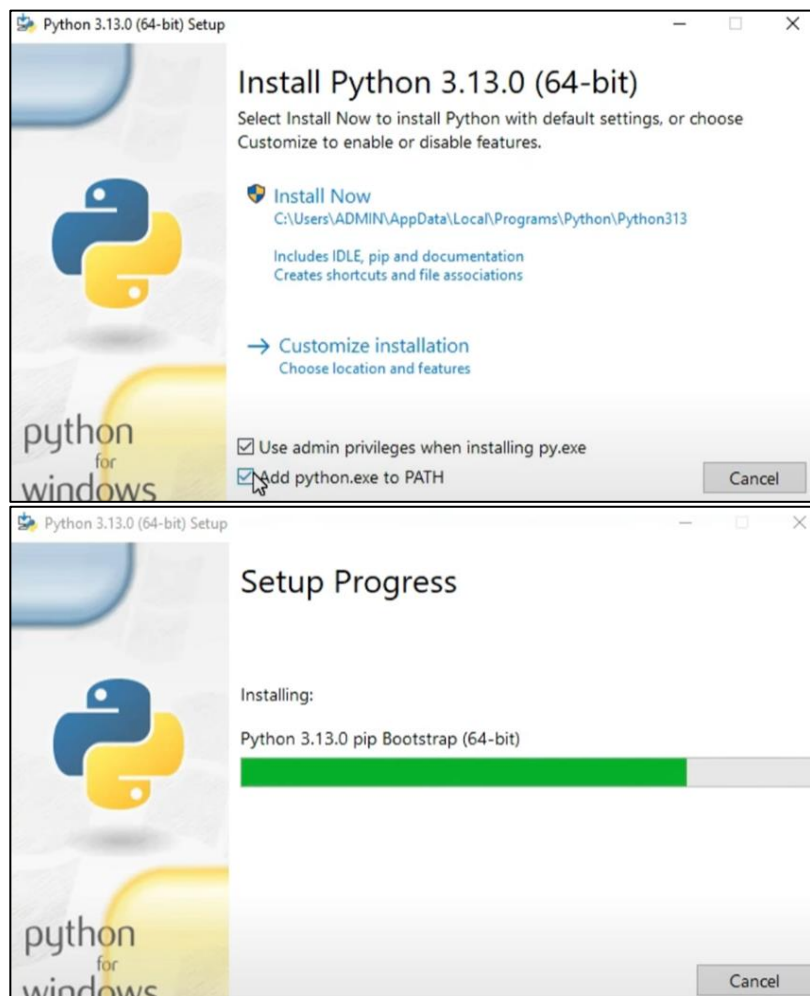 Python 3.13.0 (64-bit) Setup
Install Python 3.13.0 (64-bit)
Select Install Now to install Python with default settings, or choose
Customize to enable or disable features.
Install Now
C:\Users\ADMIN\AppData\Local\Programs\Python\Python313
Includes IDLE, pip and documentation
Creates shortcuts and file associations
Customize installation
Choose location and features
Use admin privileges when installing py.exe
Add python.exe to PATH
Cancel
python
for
windows
Python 3.13.0 (64-bit) Setup
Setup Progress
Installing:
Python 3.13.0 pip Bootstrap (64-bit)
Cancel
python
for
windows